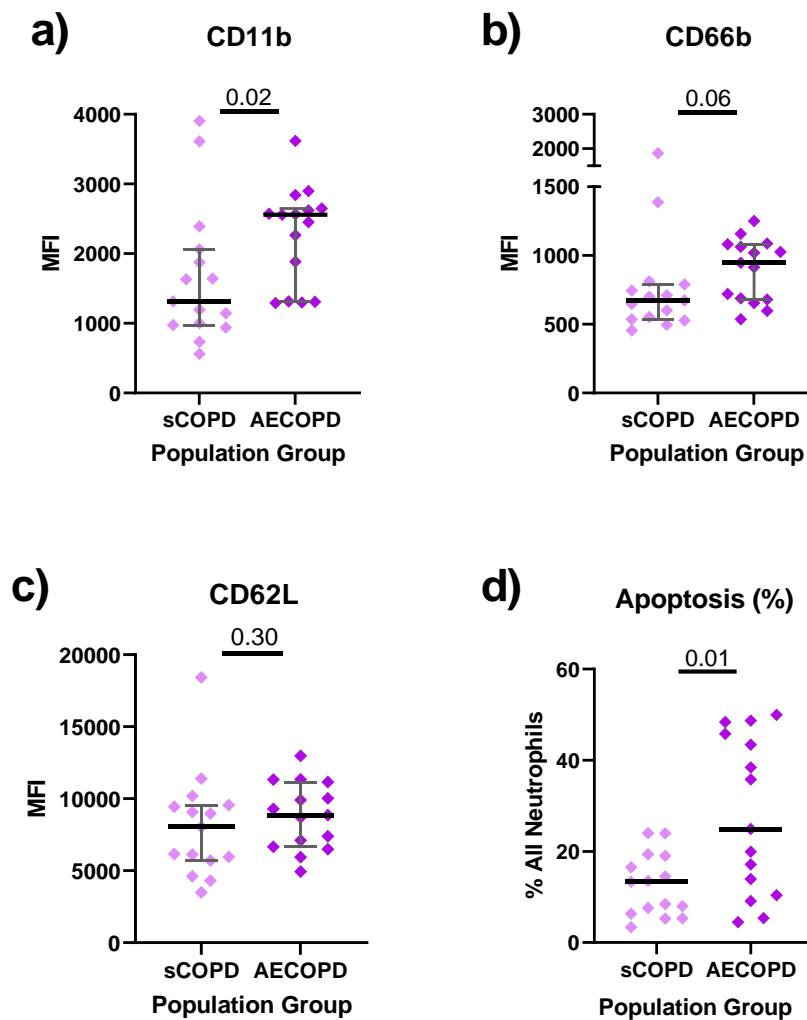 a)
CD11b
0.02
4000
3000
2000
1000
0
MFI
sCOPD AECOPD
Population Group
b)
CD66b
0.06
3000
2000
1500
1000
500
0
MFI
sCOPD AECOPD
Population Group
c)
CD62L
0.30
20000
15000
10000
5000
0
MFI
sCOPD AECOPD
Population Group
d)
Apoptosis (%)
0.01
60
40
20
0
% All Neutrophils
sCOPD AECOPD
Population Group